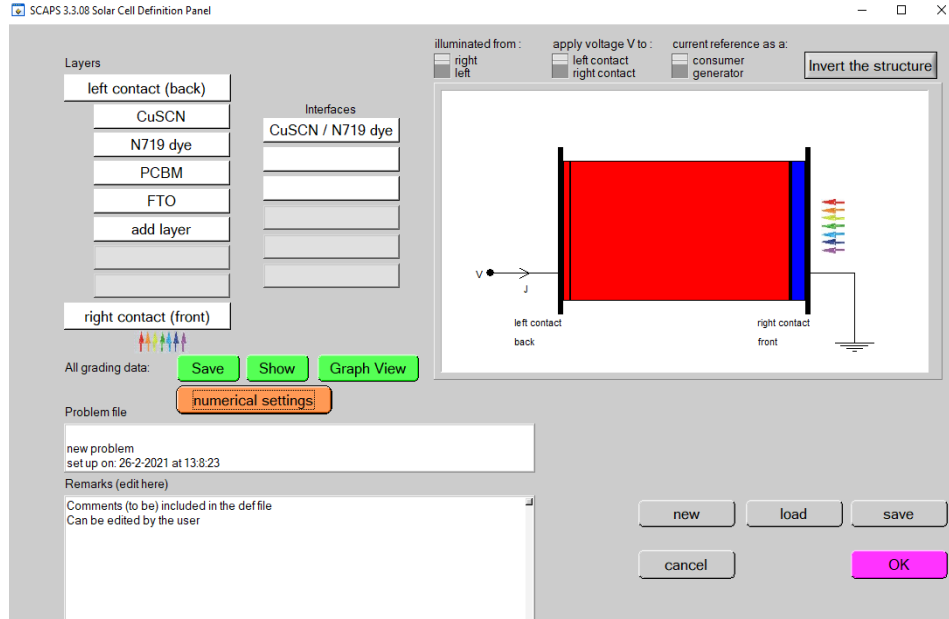 SCAPS 3.3.08 Solar Cell Definition Panel
Layers
left contact (back)
CuSCN
N719 dye
PCBM
FTO
add layer
right contact (front)
Interfaces
CuSCN / N719 dye
illuminated from :
right
left
apply voltage V to :
left contact
right contact
current reference as a:
consumer
generator
Invert the structure
V
J
left contact
back
right contact
front
All grading data:
Save
Show
Graph View
numerical settings
Problem file
new problem
set up on: 26-2-2021 at 13:8:23
Remarks (edit here)
Comments (to be) included in the def file
Can be edited by the user
new
load
save
cancel
OK